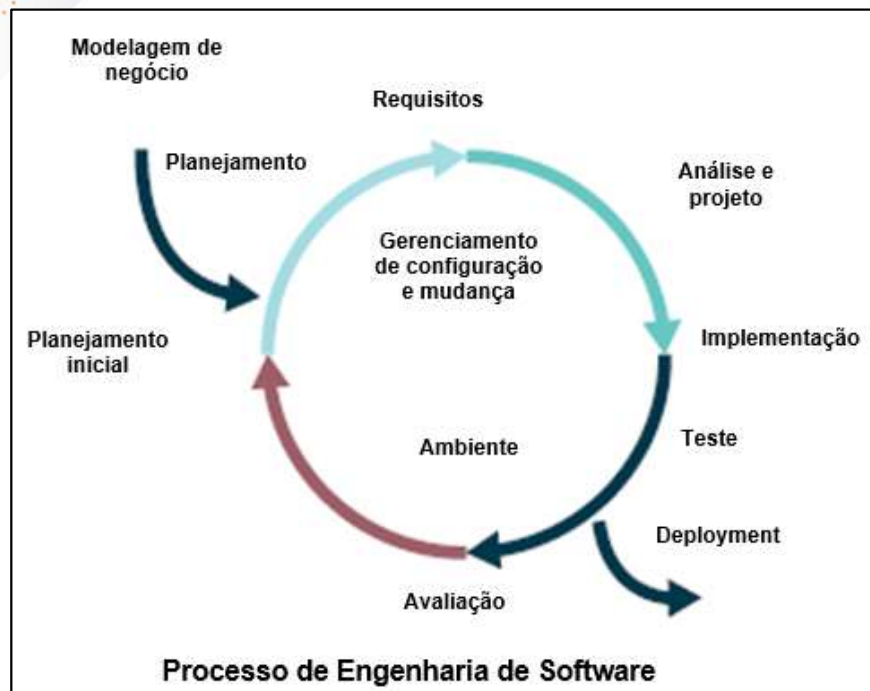 Modelagem de
negócio
Requisitos
Planejamento
Análise e
projeto
Gerenciamento
de configuração
e mudança
Planejamento
inicial
Implementação
Ambiente
Teste
Deployment
Avaliação
Processo de Engenharia de Software